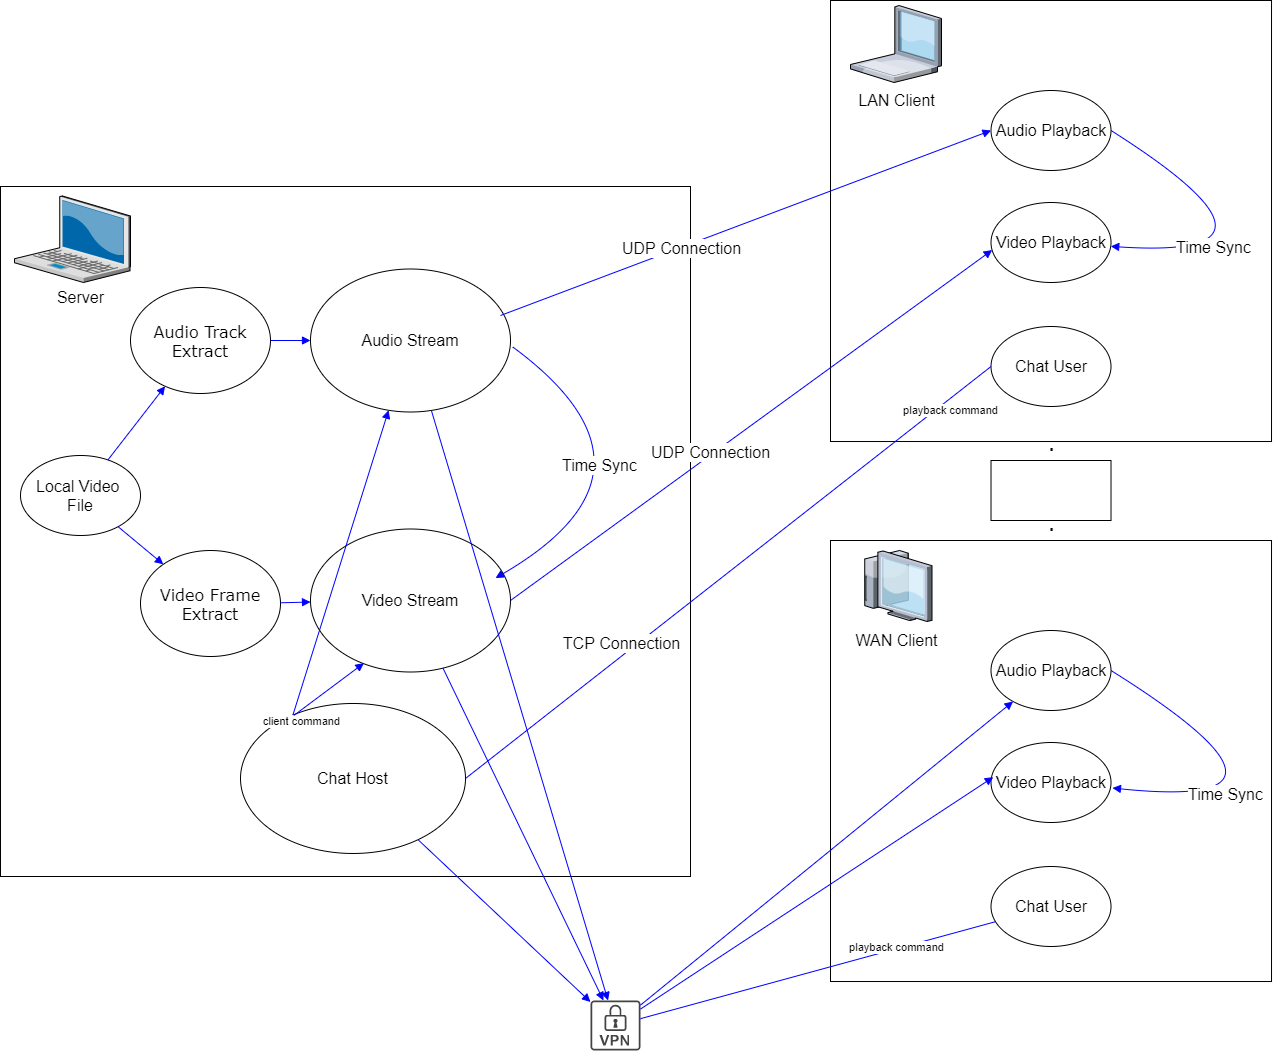 LAN Client
Audio Playback
Video Playback
Time Sync
Chat User
playback command
Server
UDP Connection
Audio Track
Extract
Audio Stream
Time Sync
UDP Connection
Local Video
File
Video Frame
Extract
Video Stream
TCP Connection
client command
Chat Host
WAN Client
Audio Playback
Video Playback
Time Sync
Chat User
playback command
VPN